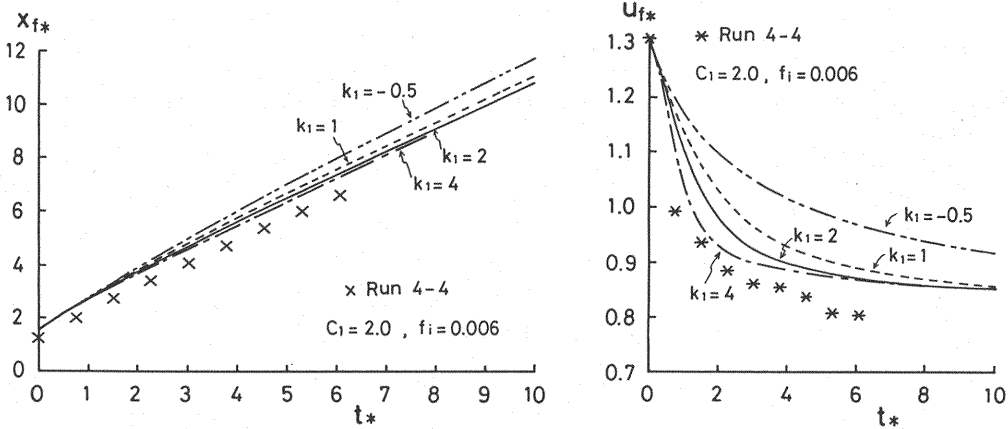 x_f*
12
10
8
6
4
2
0
k₁=-0.5
k₁=1
k₁=2
k₁=4
× Run 4-4
C₁=2.0 , fᵢ=0.006
0 1 2 3 4 5 6 7 8 9 10
t*
u_f*
1.3
1.2
1.1
1.0
0.9
0.8
0.7
* Run 4-4
C₁=2.0 , fᵢ=0.006
k₁=-0.5
k₁=2
k₁=1
k₁=4
0 2 4 6 8 10
t*